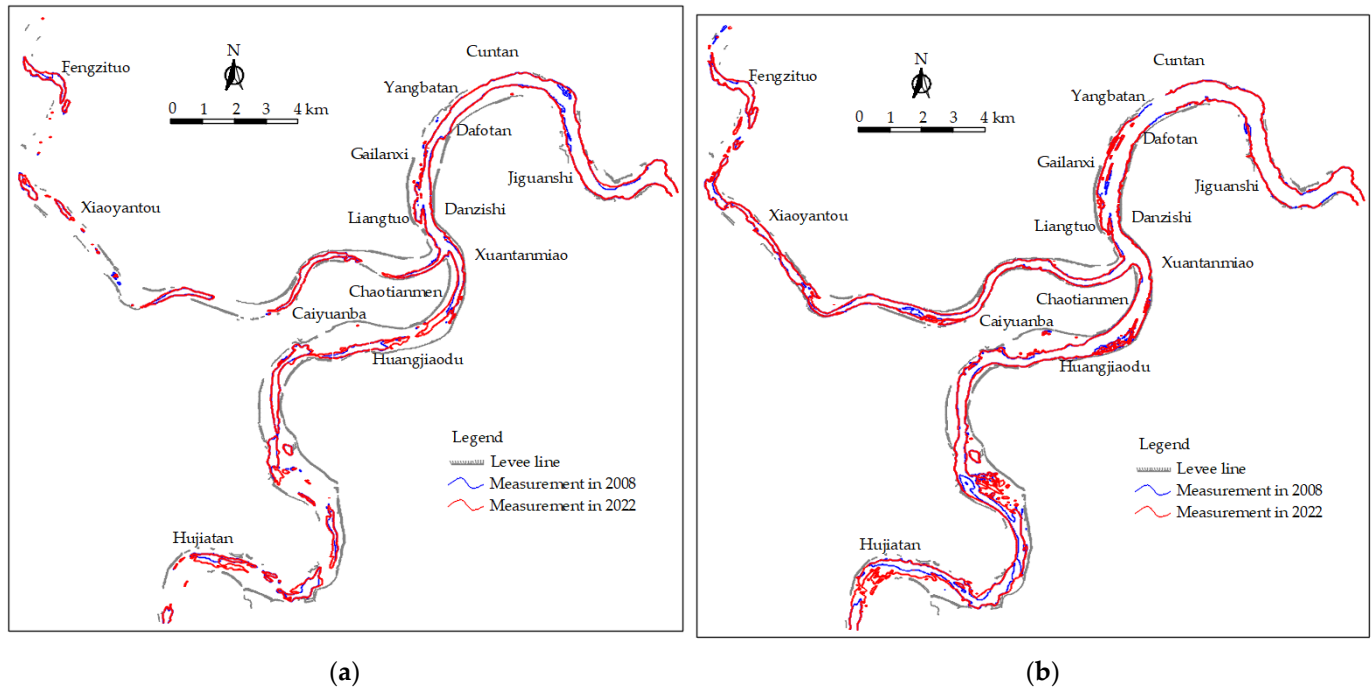 Cuntan
N
Fengzituo
Yangbatan
0 1 2 3 4 km
Dafotan
Gailanxi
Jiguanshi
Xiaoyantou
Danzishi
Liangtuo
Xuantanmiao
Chaotianmen
Caiyuanba
Huangjiaodu
Legend
Levee line
Measurement in 2008
Measurement in 2022
Hujiatan
(a)
Cuntan
N
Fengzituo
Yangbatan
0 1 2 3 4 km
Dafotan
Gailanxi
Jiguanshi
Xiaoyantou
Danzishi
Liangtuo
Xuantanmiao
Chaotianmen
Caiyuanba
Huangjiaodu
Legend
Levee line
Measurement in 2008
Measurement in 2022
Hujiatan
(b)